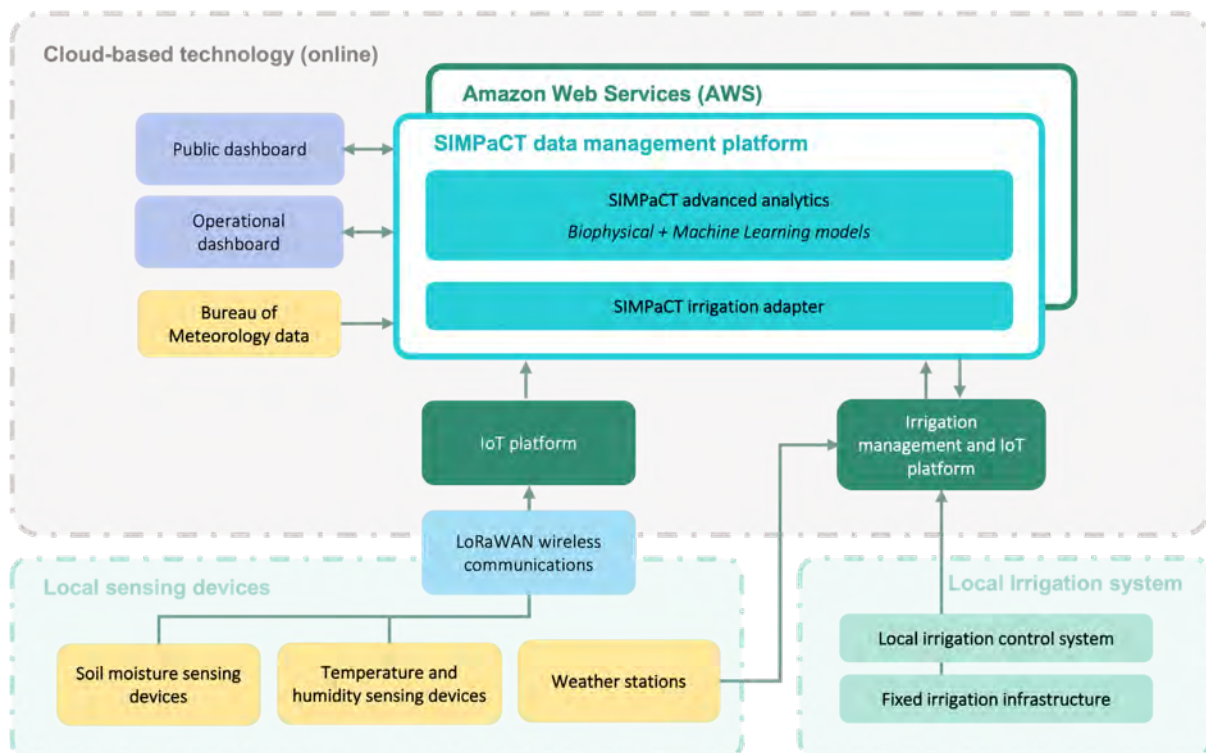 Cloud-based technology (online)
Amazon Web Services (AWS)
SIMPaCT data management platform
Public dashboard
SIMPaCT advanced analytics
Biophysical + Machine Learning models
Operational
dashboard
Bureau of
Meteorology data
SIMPaCT irrigation adapter
IoT platform
Irrigation
management and IoT
platform
LoRaWAN wireless
communications
Local sensing devices
Local Irrigation system
Soil moisture sensing
devices
Temperature and
humidity sensing devices
Weather stations
Local irrigation control system
Fixed irrigation infrastructure